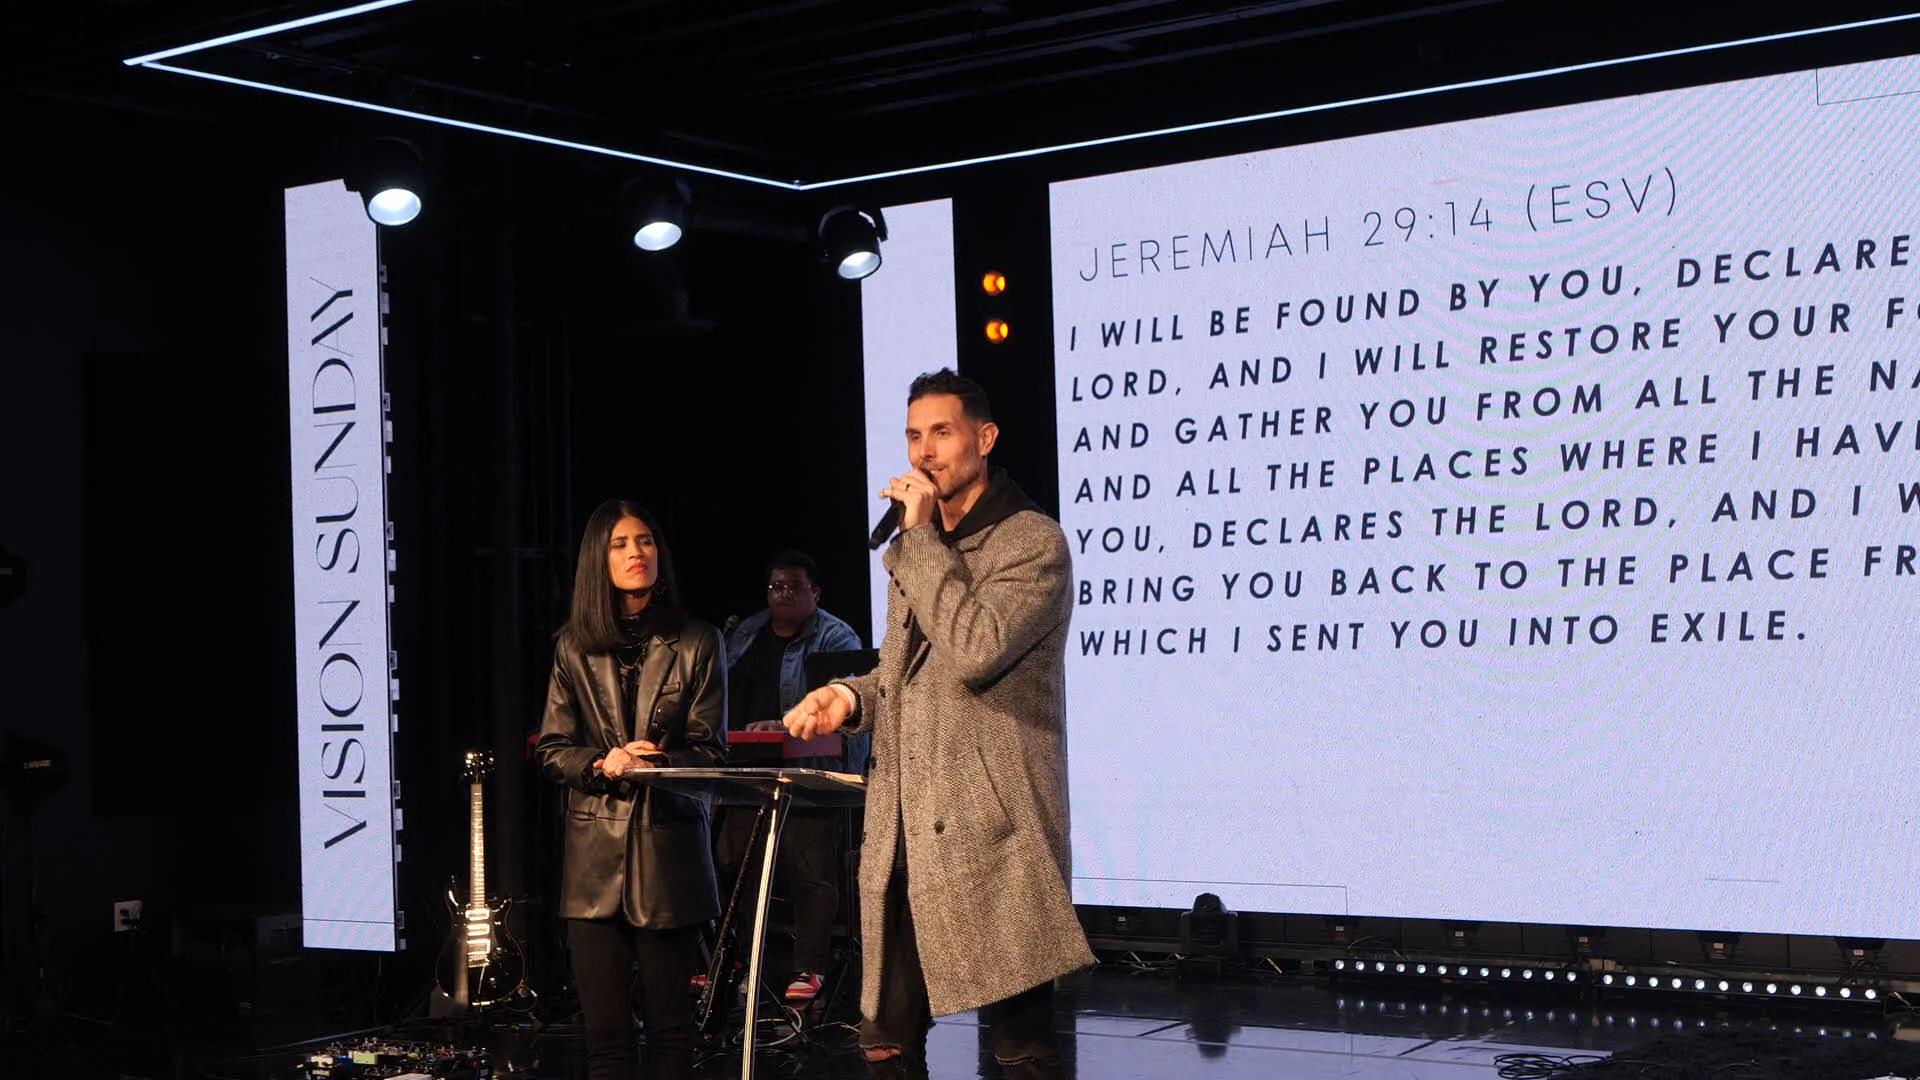 VISION SUNDAY
JEREMIAH 29:14 (ESV)
I WILL BE FOUND BY YOU, DECLARE
LORD, AND I WILL RESTORE YOUR
AND GATHER YOU FROM ALL THE
AND ALL THE PLACES WHERE I HAV
YOU, DECLARES THE LORD, AND I
BRING YOU BACK TO THE PLACE
WHICH I SENT YOU INTO EXILE.